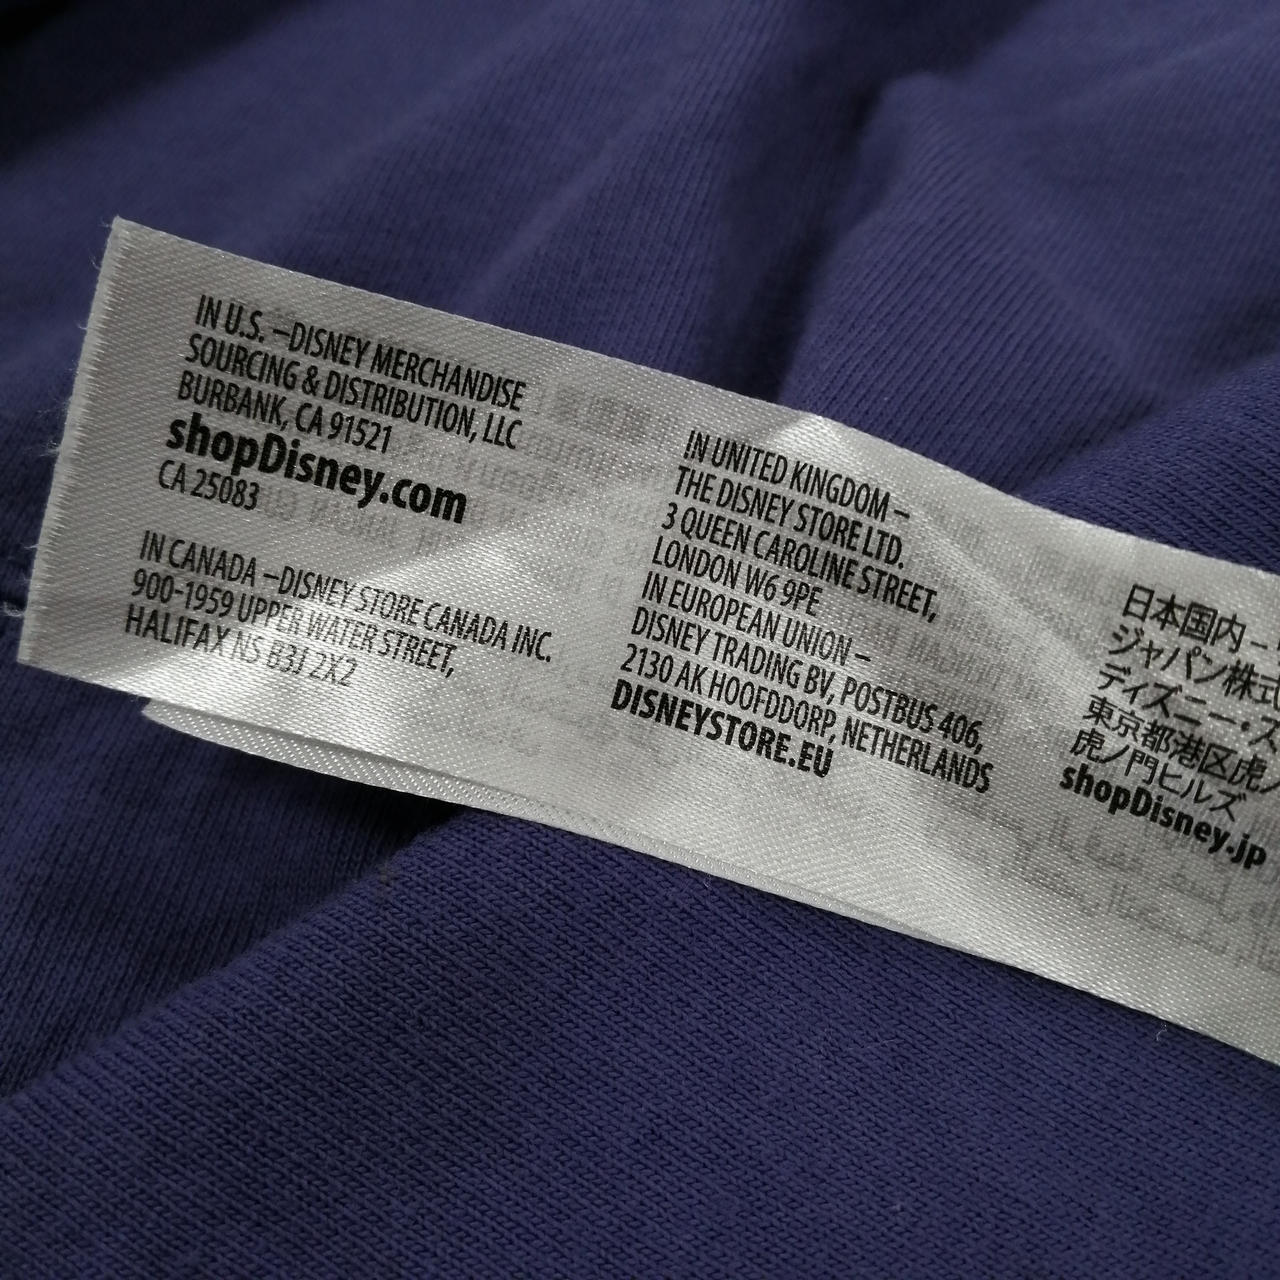 IN U.S. –DISNEY MERCHANDISE
SOURCING & DISTRIBUTION, LLC
BURBANK, CA 91521
shopDisney.com
CA 25083
IN CANADA –DISNEY STORE CANADA INC.
900-1959 UPPER WATER STREET,
HALIFAX NS B3J 2X2
IN UNITED KINGDOM –
THE DISNEY STORE LTD.
3 QUEEN CAROLINE STREET,
LONDON W6 9PE
IN EUROPEAN UNION –
DISNEY TRADING BV, POSTBUS 406,
2130 AK HOOFDDORP, NETHERLANDS
DISNEYSTORE.EU
日本国内 –
ジャパン株式
ディズニー・ス
東京都港区虎ノ
虎ノ門ヒルズ
shopDisney.jp